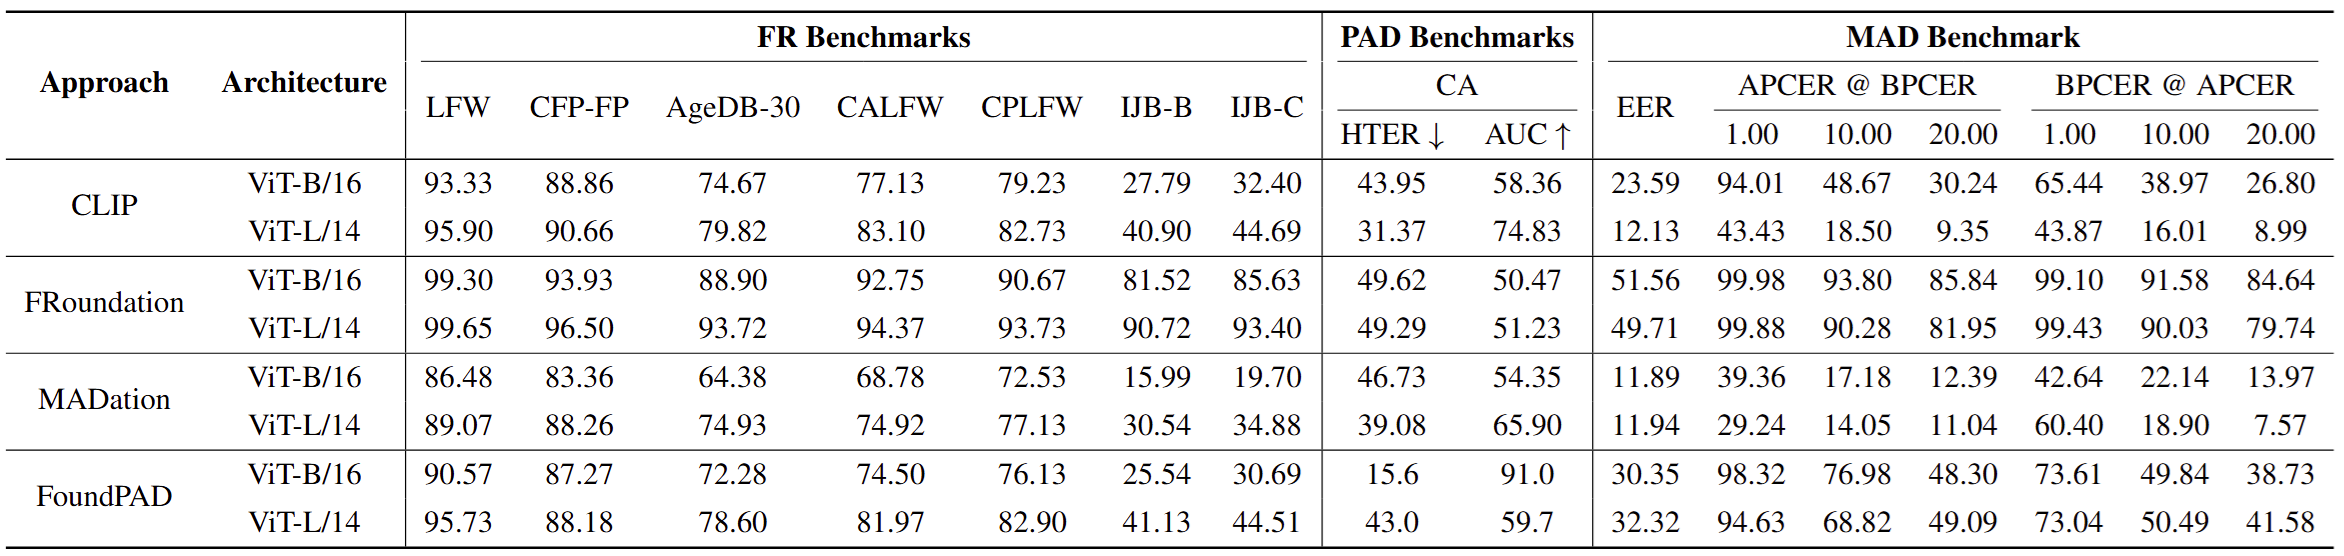 FR Benchmarks PAD Benchmarks MAD Benchmark
Approach Architecture CA EER APCER @ BPCER BPCER @ APCER
LFW CFP-FP AgeDB-30 CALFW CPLFW IJB-B IJB-C
HTER ↓ AUC ↑ 1.00 10.00 20.00 1.00 10.00 20.00
CLIP ViT-B/16 93.33 88.86 74.67 77.13 79.23 27.79 32.40 43.95 58.36 23.59 94.01 48.67 30.24 65.44 38.97 26.80
ViT-L/14 95.90 90.66 79.82 83.10 82.73 40.90 44.69 31.37 74.83 12.13 43.43 18.50 9.35 43.87 16.01 8.99
FRoundation ViT-B/16 99.30 93.93 88.90 92.75 90.67 81.52 85.63 49.62 50.47 51.56 99.98 93.80 85.84 99.10 91.58 84.64
ViT-L/14 99.65 96.50 93.72 94.37 93.73 90.72 93.40 49.29 51.23 49.71 99.88 90.28 81.95 99.43 90.03 79.74
MADation ViT-B/16 86.48 83.36 64.38 68.78 72.53 15.99 19.70 46.73 54.35 11.89 39.36 17.18 12.39 42.64 22.14 13.97
ViT-L/14 89.07 88.26 74.93 74.92 77.13 30.54 34.88 39.08 65.90 11.94 29.24 14.05 11.04 60.40 18.90 7.57
FoundPAD ViT-B/16 90.57 87.27 72.28 74.50 76.13 25.54 30.69 15.6 91.0 30.35 98.32 76.98 48.30 73.61 49.84 38.73
ViT-L/14 95.73 88.18 78.60 81.97 82.90 41.13 44.51 43.0 59.7 32.32 94.63 68.82 49.09 73.04 50.49 41.58